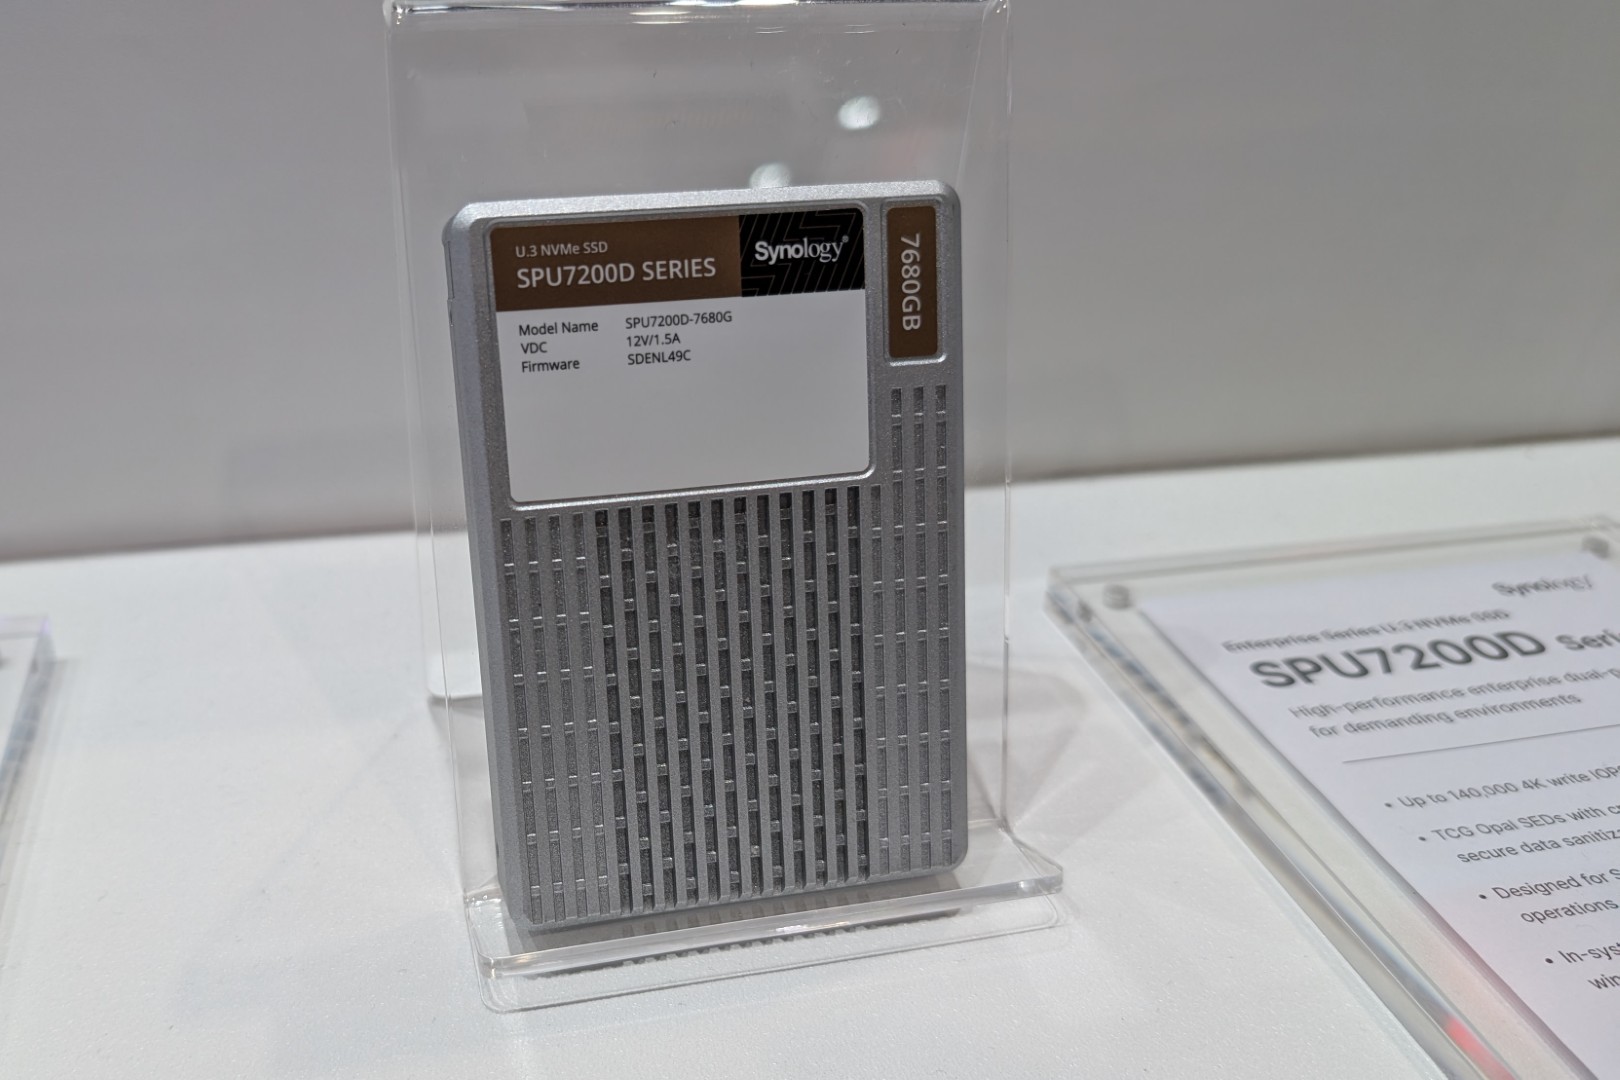 U.3 NVMe SSD
SPU7200D SERIES
Synology®
7680GB
Model Name SPU7200D-7680G
VDC 12V/1.5A
Firmware SDENL49C
Synology
Enterprise Series U.3 NVMe SSD
SPU7200D
High-performance enterprise
for demanding environments
• Up to 140,000 4K write
• TCG Opal SEDs with
secure data
• Designed for
operations